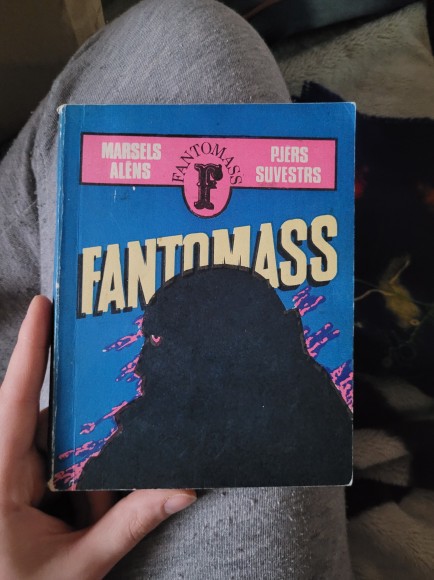 MARSELS
ALĒNS
FANTOMASS
F
PJERS
SUVESTRS
FANTOMASS